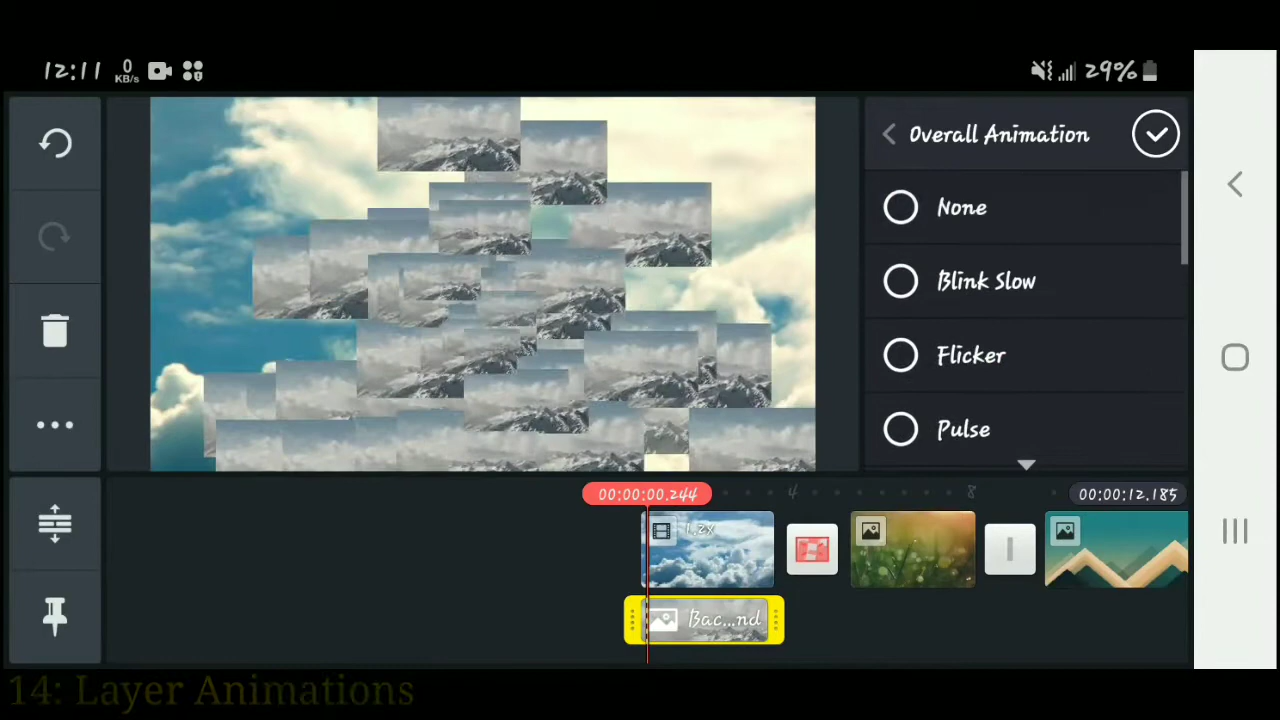 12:11 0 KB/s 29%
Overall Animation
None
Blink Slow
Flicker
Pulse
00:00:00.244 4 8 00:00:12.185
1.2x
Bac...nd
14: Layer Animations